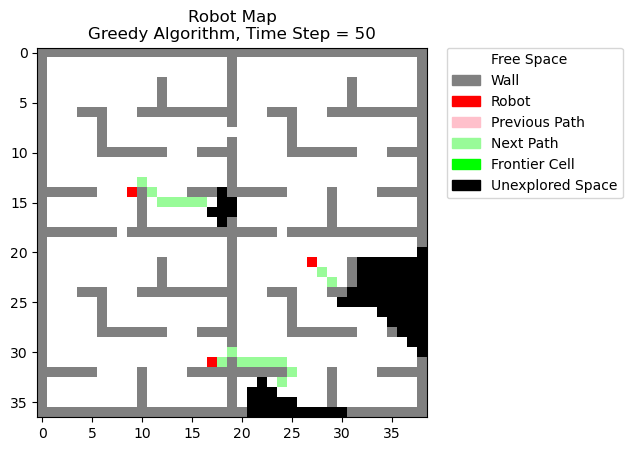 Robot Map
Greedy Algorithm, Time Step = 50
Free Space
Wall
Robot
Previous Path
Next Path
Frontier Cell
Unexplored Space
0
5
10
15
20
25
30
35
0
5
10
15
20
25
30
35